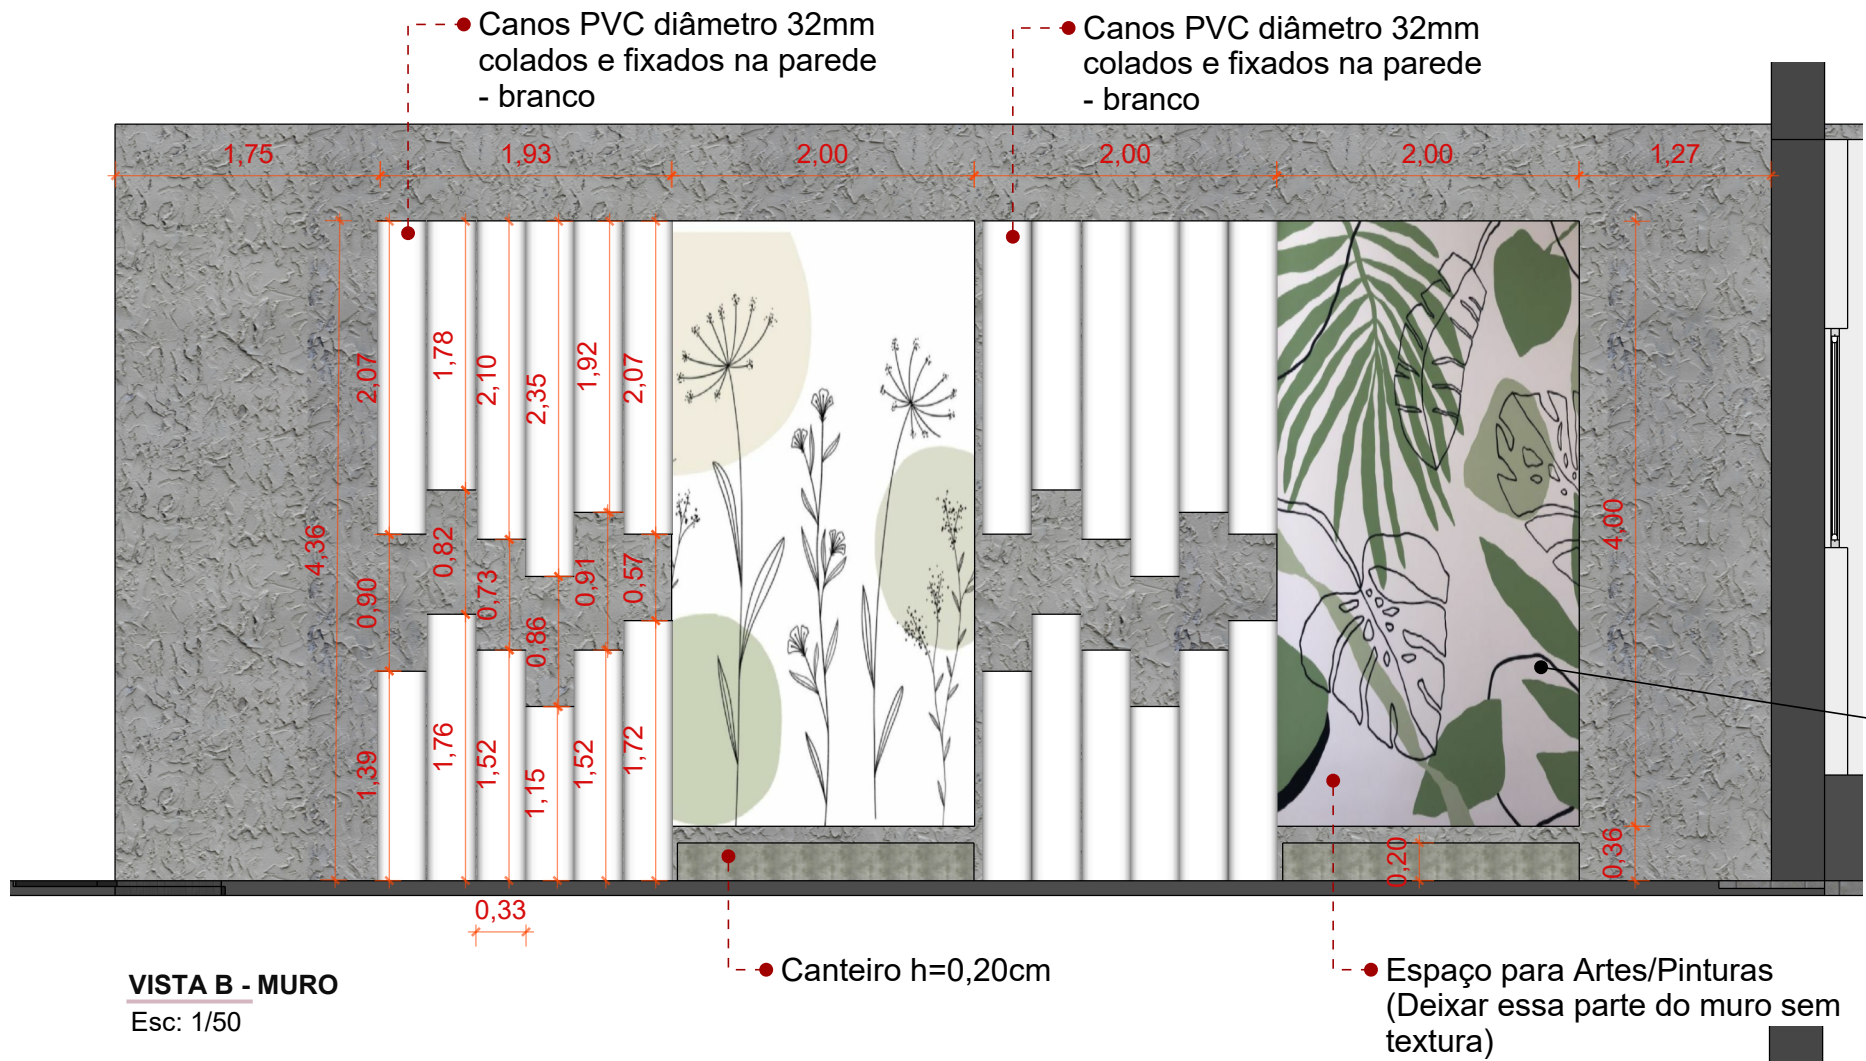 Canos PVC diâmetro 32mm
colados e fixados na parede
- branco
Canos PVC diâmetro 32mm
colados e fixados na parede
- branco
1,75
1,93
2,00
2,00
2,00
1,27
2,07
1,78
2,10
2,35
1,92
2,07
4,36
0,90
0,82
0,73
0,86
0,91
0,57
4,00
1,39
1,76
1,52
1,15
1,52
1,72
0,20
0,36
0,33
Canteiro h=0,20cm
Espaço para Artes/Pinturas
(Deixar essa parte do muro sem
textura)
VISTA B - MURO
Esc: 1/50